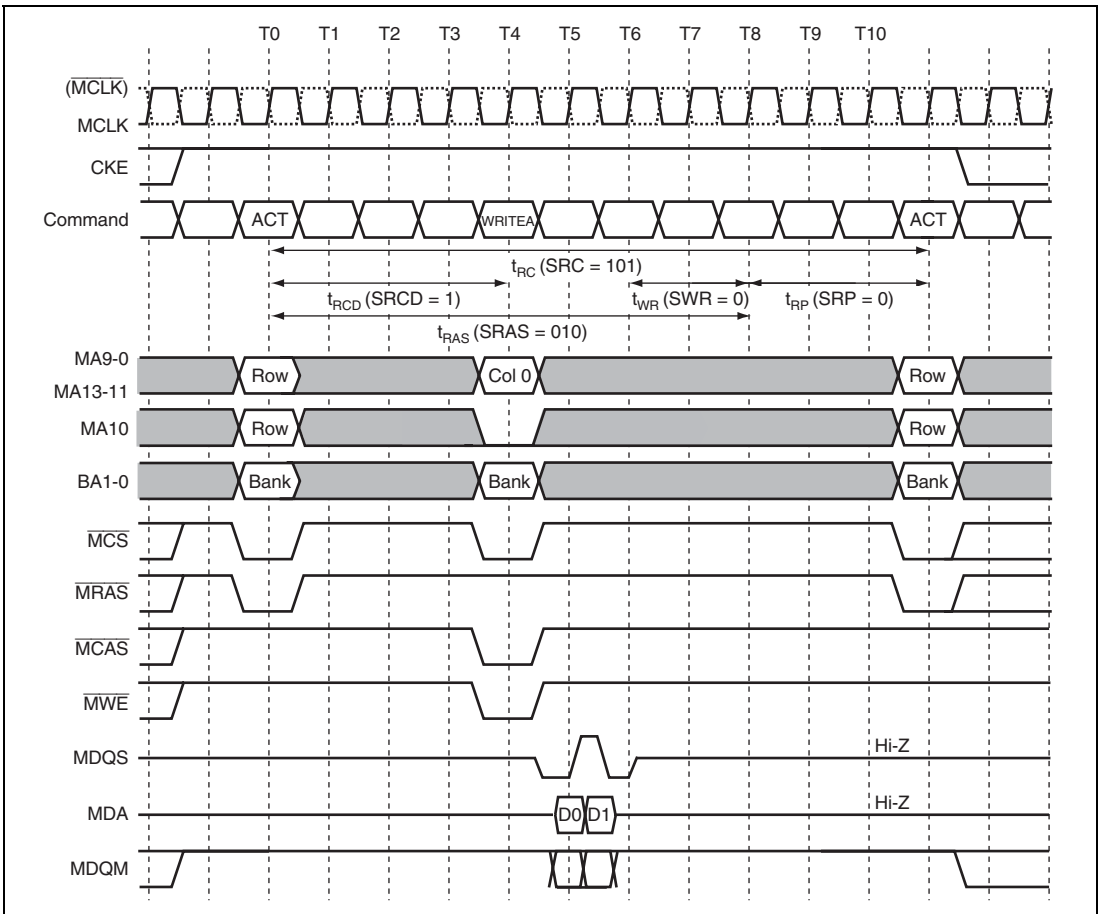 T0 T1 T2 T3 T4 T5 T6 T7 T8 T9 T10
(MCLK)
MCLK
CKE
Command ACT WRITEA ACT
tRC (SRC = 101)
tRCD (SRCD = 1) tWR (SWR = 0) tRP (SRP = 0)
tRAS (SRAS = 010)
MA9-0
MA13-11
Row Col 0 Row
MA10 Row Row
BA1-0 Bank Bank Bank
MCS
MRAS
MCAS
MWE
MDQS Hi-Z
MDA D0 D1 Hi-Z
MDQM